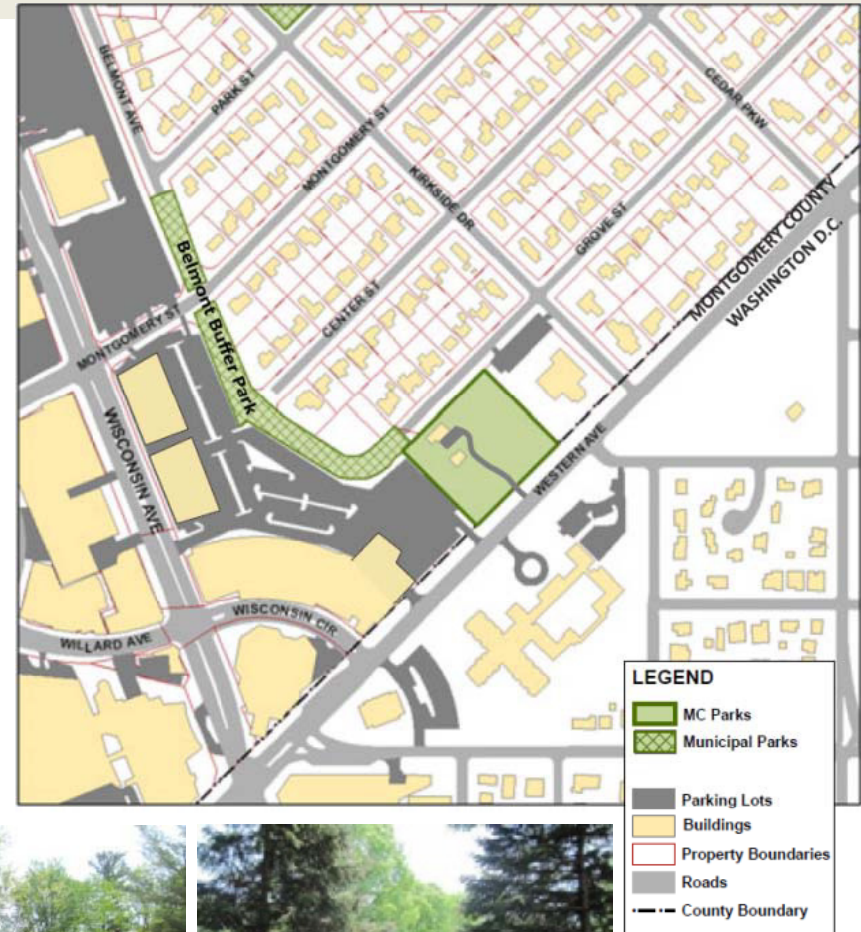 BELMONT AVE
PARK ST
MONTGOMERY ST
KIRKSIDE DR
CEDAR PKW
GROVE ST
CENTER ST
MONTGOMERY COUNTY
WASHINGTON D.C.
Belmont Buffer Park
MONTGOMERY ST
WISCONSIN AVE
WESTERN AVE
WISCONSIN CIR
WILLARD AVE
LEGEND
MC Parks
Municipal Parks
Parking Lots
Buildings
Property Boundaries
Roads
County Boundary